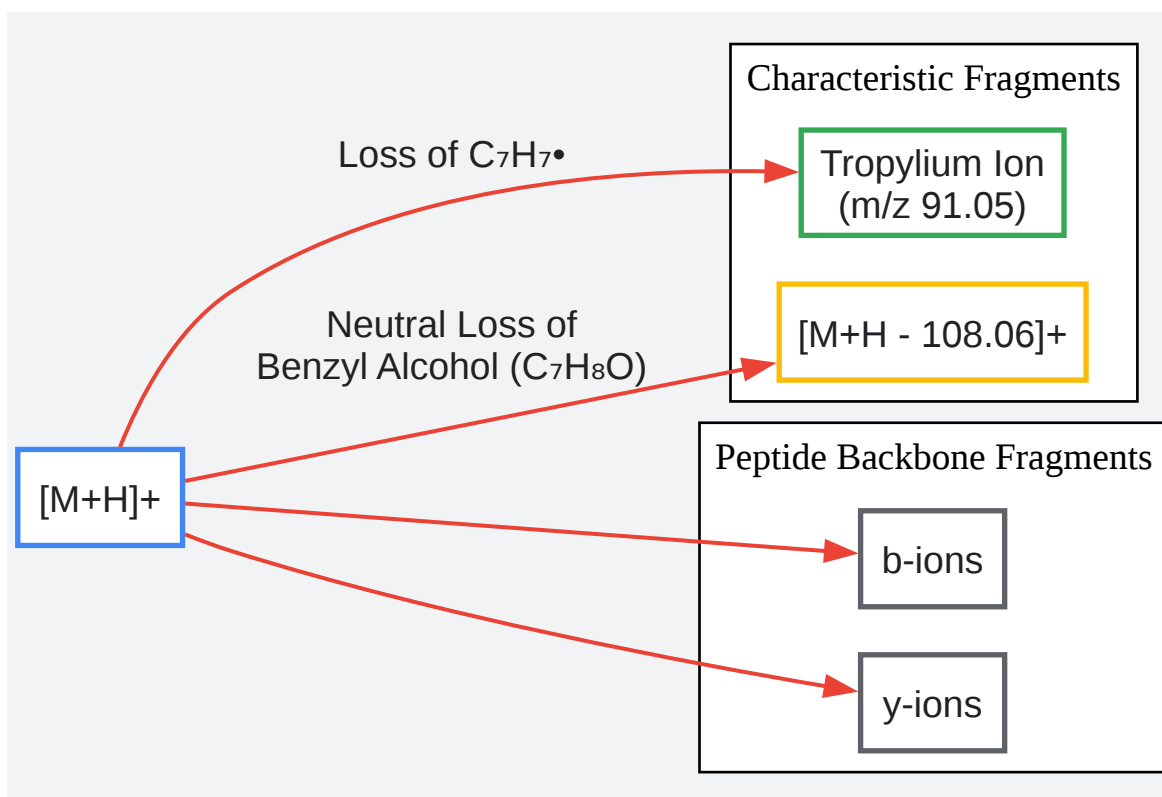 Characteristic Fragments
Loss of C₇H₇•
Tropylium Ion
(m/z 91.05)
Neutral Loss of
Benzyl Alcohol (C₇H₈O)
[M+H - 108.06]+
[M+H]+
Peptide Backbone Fragments
b-ions
y-ions